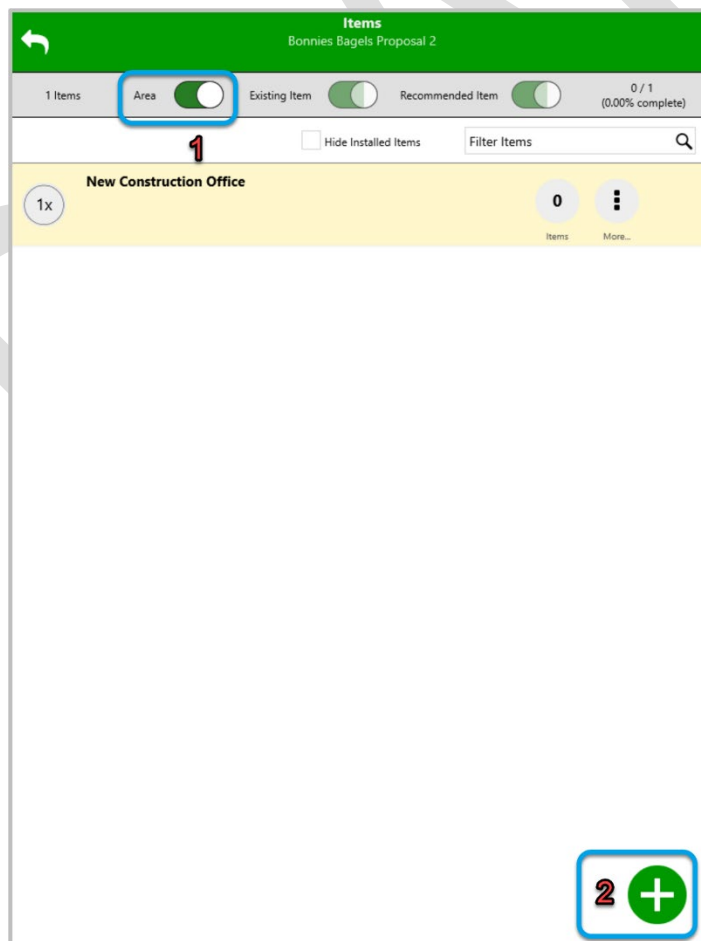 Items
Bonnies Bagels Proposal 2
1 Items Area Existing Item Recommended Item 0 / 1
(0.00% complete)
1
Hide Installed Items Filter Items
New Construction Office
1x 0
Items More...
2